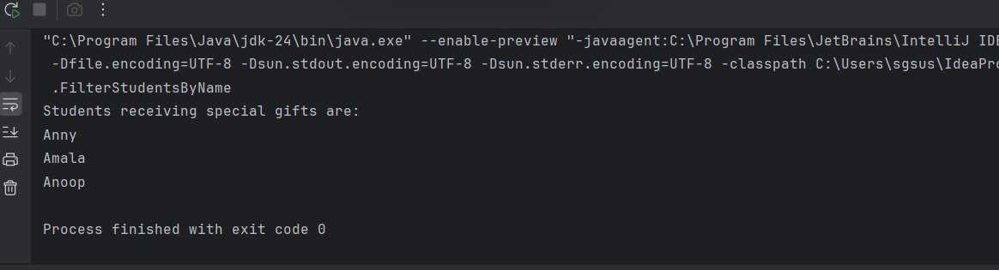 "C:\Program Files\Java\jdk-24\bin\java.exe" --enable-preview "-javaagent:C:\Program Files\JetBrains\IntelliJ
-Dfile.encoding=UTF-8 -Dsun.stdout.encoding=UTF-8 -Dsun.stderr.encoding=UTF-8 -classpath C:\Users\sgsus\
.FilterStudentsByName
Students receiving special gifts are:
Anny
Amala
Anoop
Process finished with exit code 0